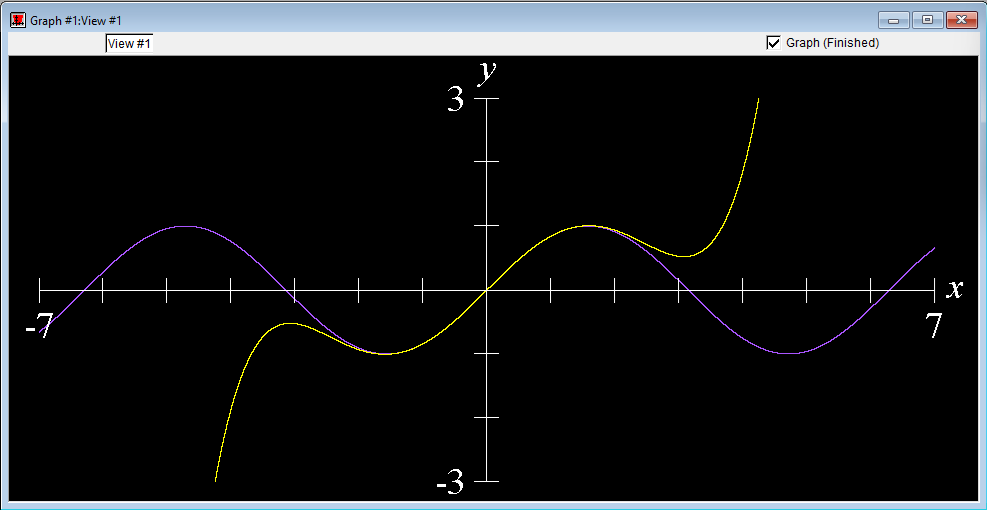 Graph #1:View #1
View #1
Graph (Finished)
y
3
x
-7
7
-3